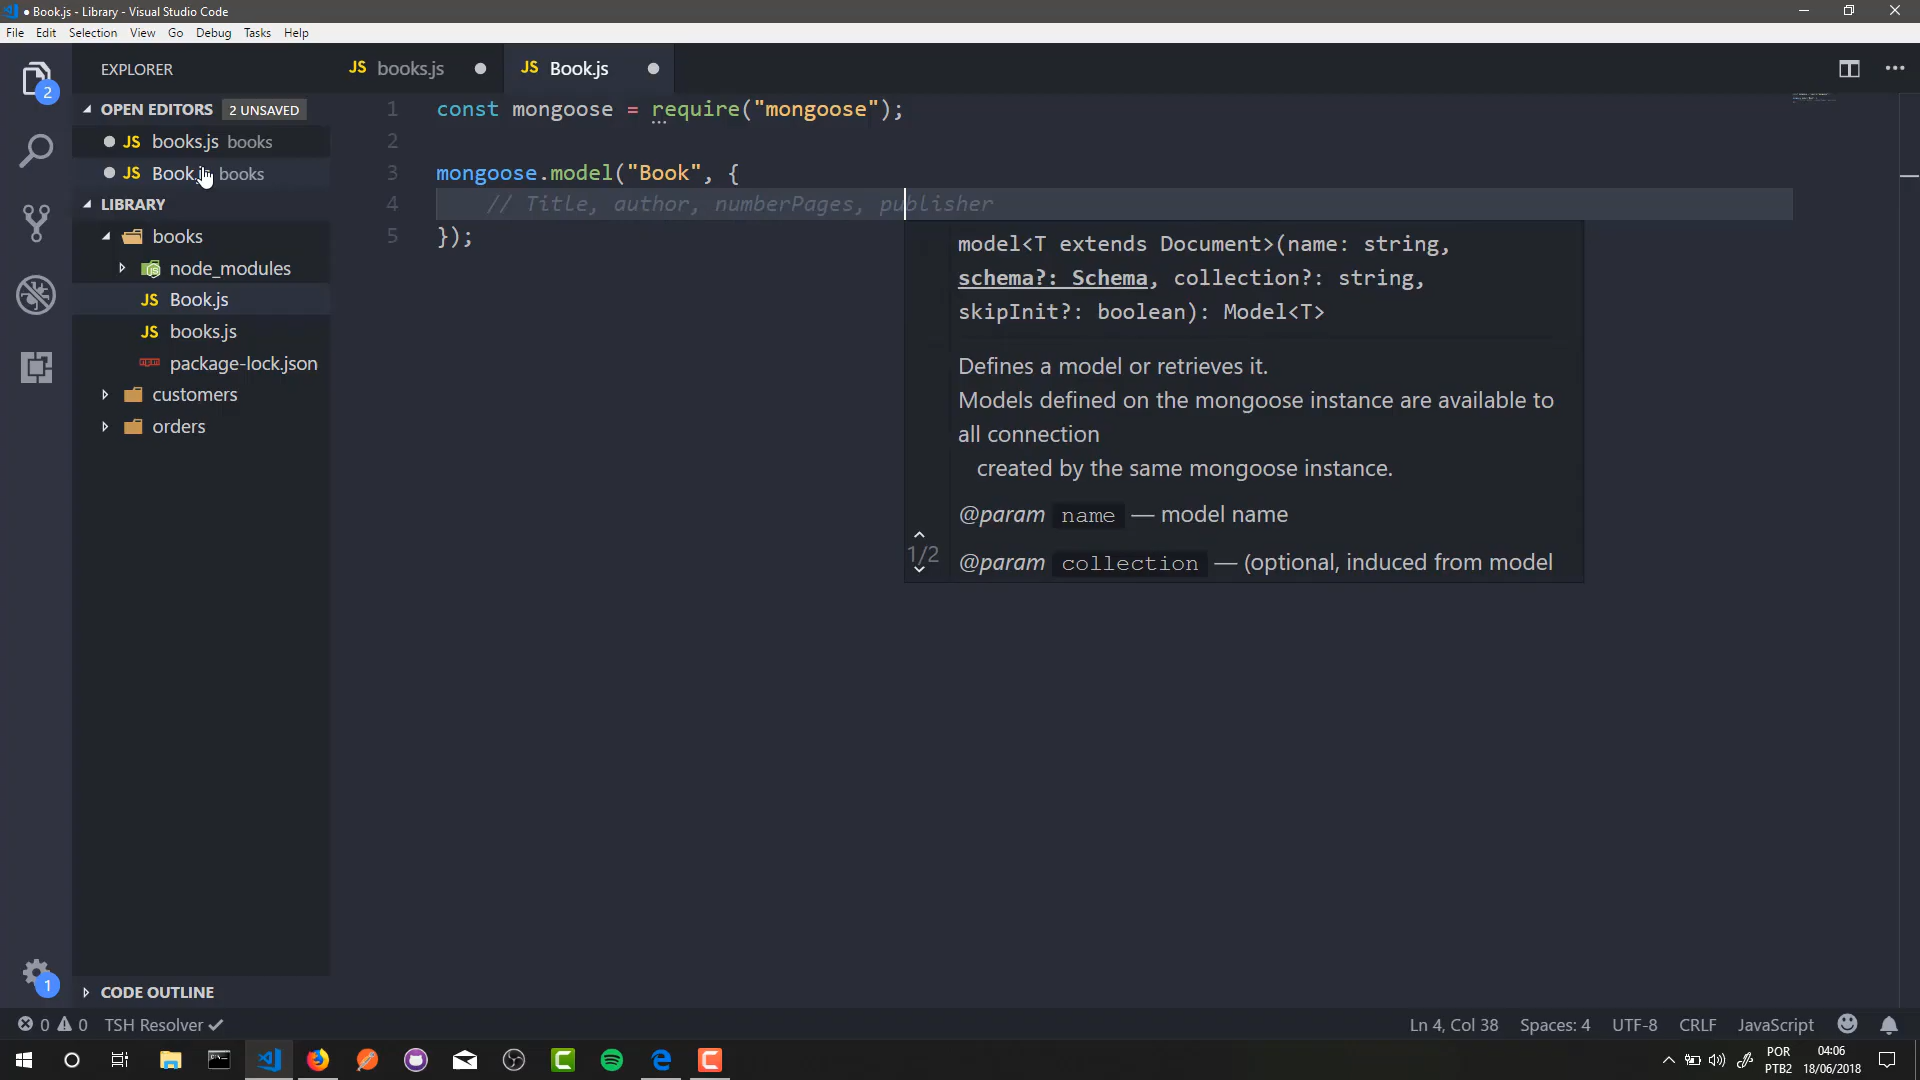 ● Book.js - Library - Visual Studio Code
File Edit Selection View Go Debug Tasks Help
2
EXPLORER
OPEN EDITORS 2 UNSAVED
JS books.js books
JS Book.js books
LIBRARY
books
node_modules
JS Book.js
JS books.js
package-lock.json
customers
orders
CODE OUTLINE
1
JS books.js ●
JS Book.js ●
1 const mongoose = require("mongoose");
2
3 mongoose.model("Book", {
4 // Title, author, numberPages, publisher
5 });
model<T extends Document>(name: string,
schema?: Schema, collection?: string,
skipInit?: boolean): Model<T>
Defines a model or retrieves it.
Models defined on the mongoose instance are available to
all connection
created by the same mongoose instance.
@param name — model name
1/2
@param collection — (optional, induced from model
0 0 TSH Resolver ✓
Ln 4, Col 38 Spaces: 4 UTF-8 CRLF JavaScript
POR
PTB2
04:06
18/06/2018